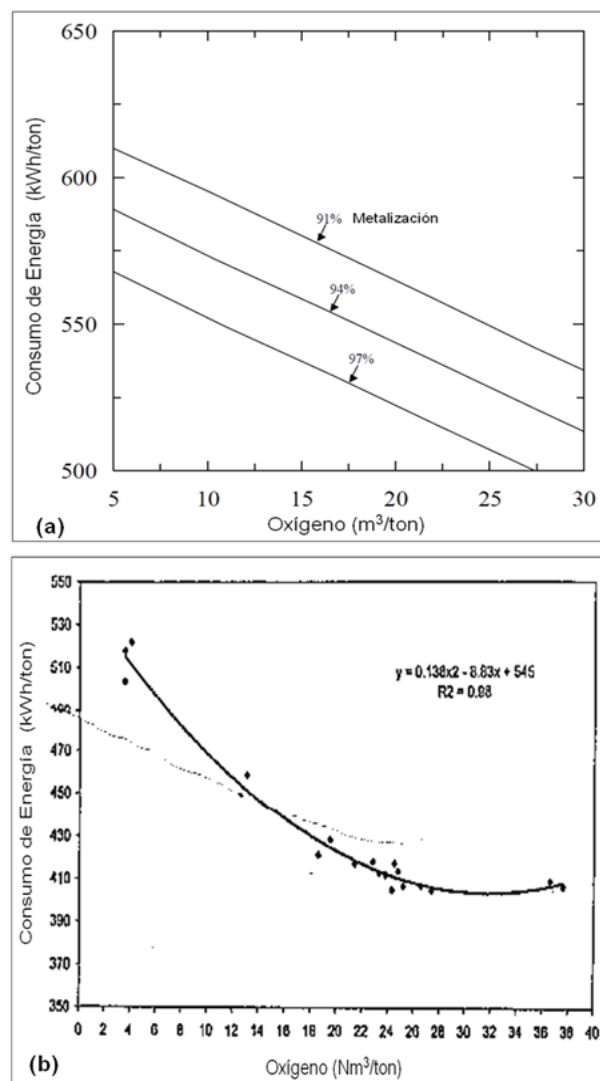 650
600
550
500
Consumo de Energía (kWh/ton)
91% Metalización
94%
97%
5 10 15 20 25 30
Oxígeno (m³/ton)
(a)
550
530
510
490
470
450
430
410
390
370
350
Consumo de Energía (kWh/ton)
y = 0.138x2 - 8.83x + 545
R2 =
0 2 4 6 8 10 12 14 16 18 20 22 24 26 28 30 32 34 36 38 40
Oxígeno (Nm³/ton)
(b)